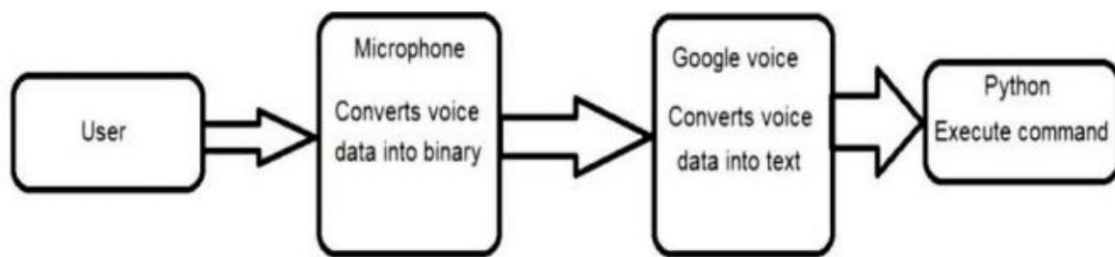 User
Microphone
Converts voice
data into binary
Google voice
Converts voice
data into text
Python
Execute command